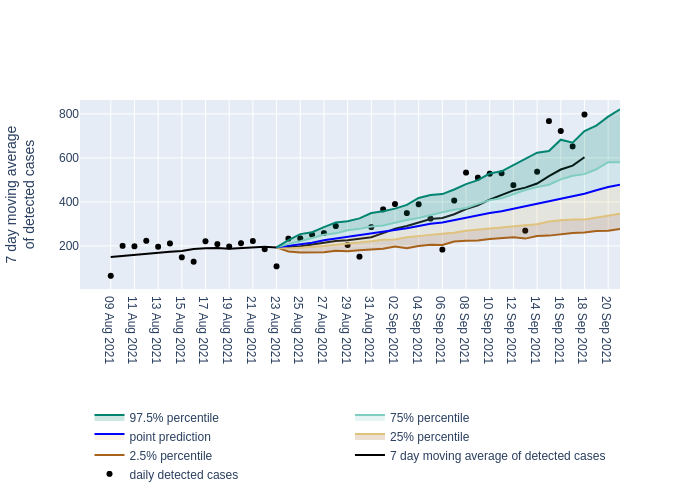 7 day moving average
of detected cases
800
600
400
200
09 Aug 2021
11 Aug 2021
13 Aug 2021
15 Aug 2021
17 Aug 2021
19 Aug 2021
21 Aug 2021
23 Aug 2021
25 Aug 2021
27 Aug 2021
29 Aug 2021
31 Aug 2021
02 Sep 2021
04 Sep 2021
06 Sep 2021
08 Sep 2021
10 Sep 2021
12 Sep 2021
14 Sep 2021
16 Sep 2021
18 Sep 2021
20 Sep 2021
97.5% percentile
75% percentile
point prediction
25% percentile
2.5% percentile
7 day moving average of detected cases
daily detected cases